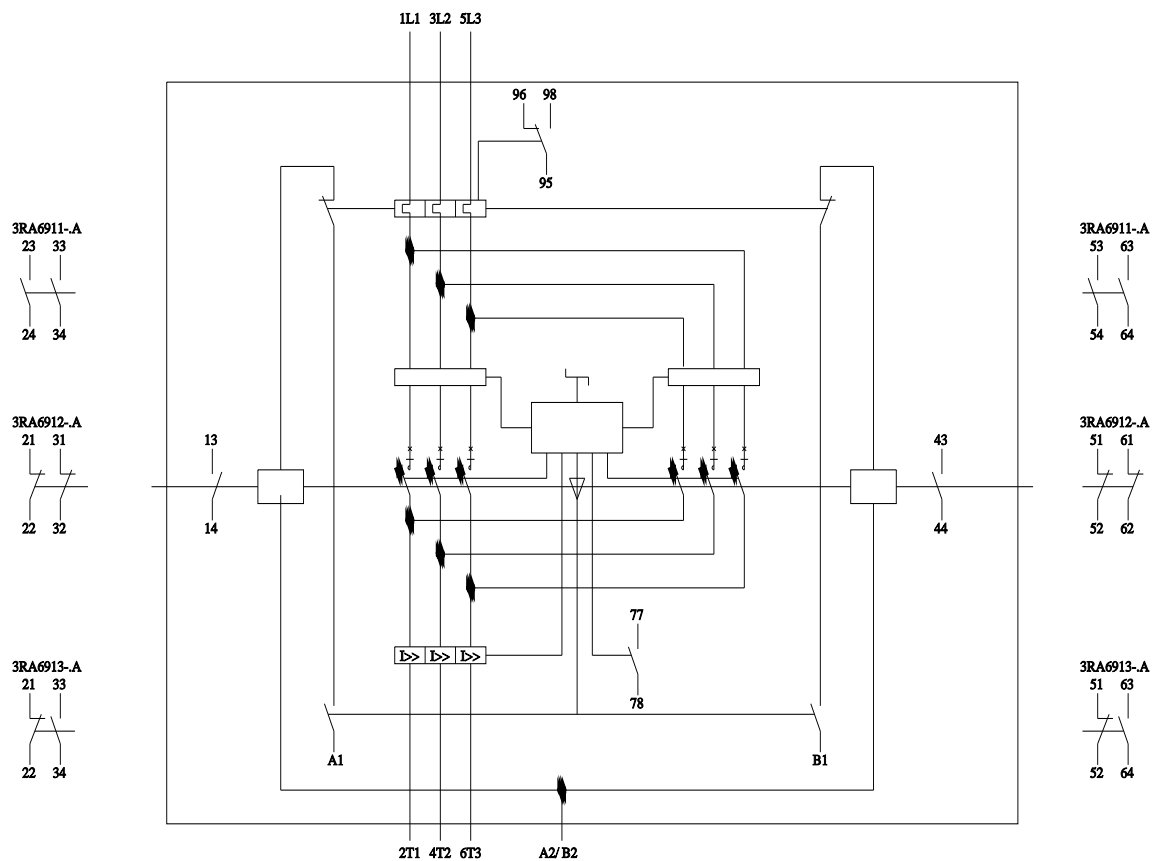 1L1 3L2 5L3
96 98
95
3RA6911-.A
23 33
24 34
3RA6911-.A
53 63
54 64
3RA6912-.A
21 31
22 32
13
14
43
44
3RA6912-.A
51 61
52 62
77
78
I>> I>> I>>
3RA6913-.A
21 33
22 34
3RA6913-.A
51 63
52 64
A1
B1
2T1 4T2 6T3
A2/ B2